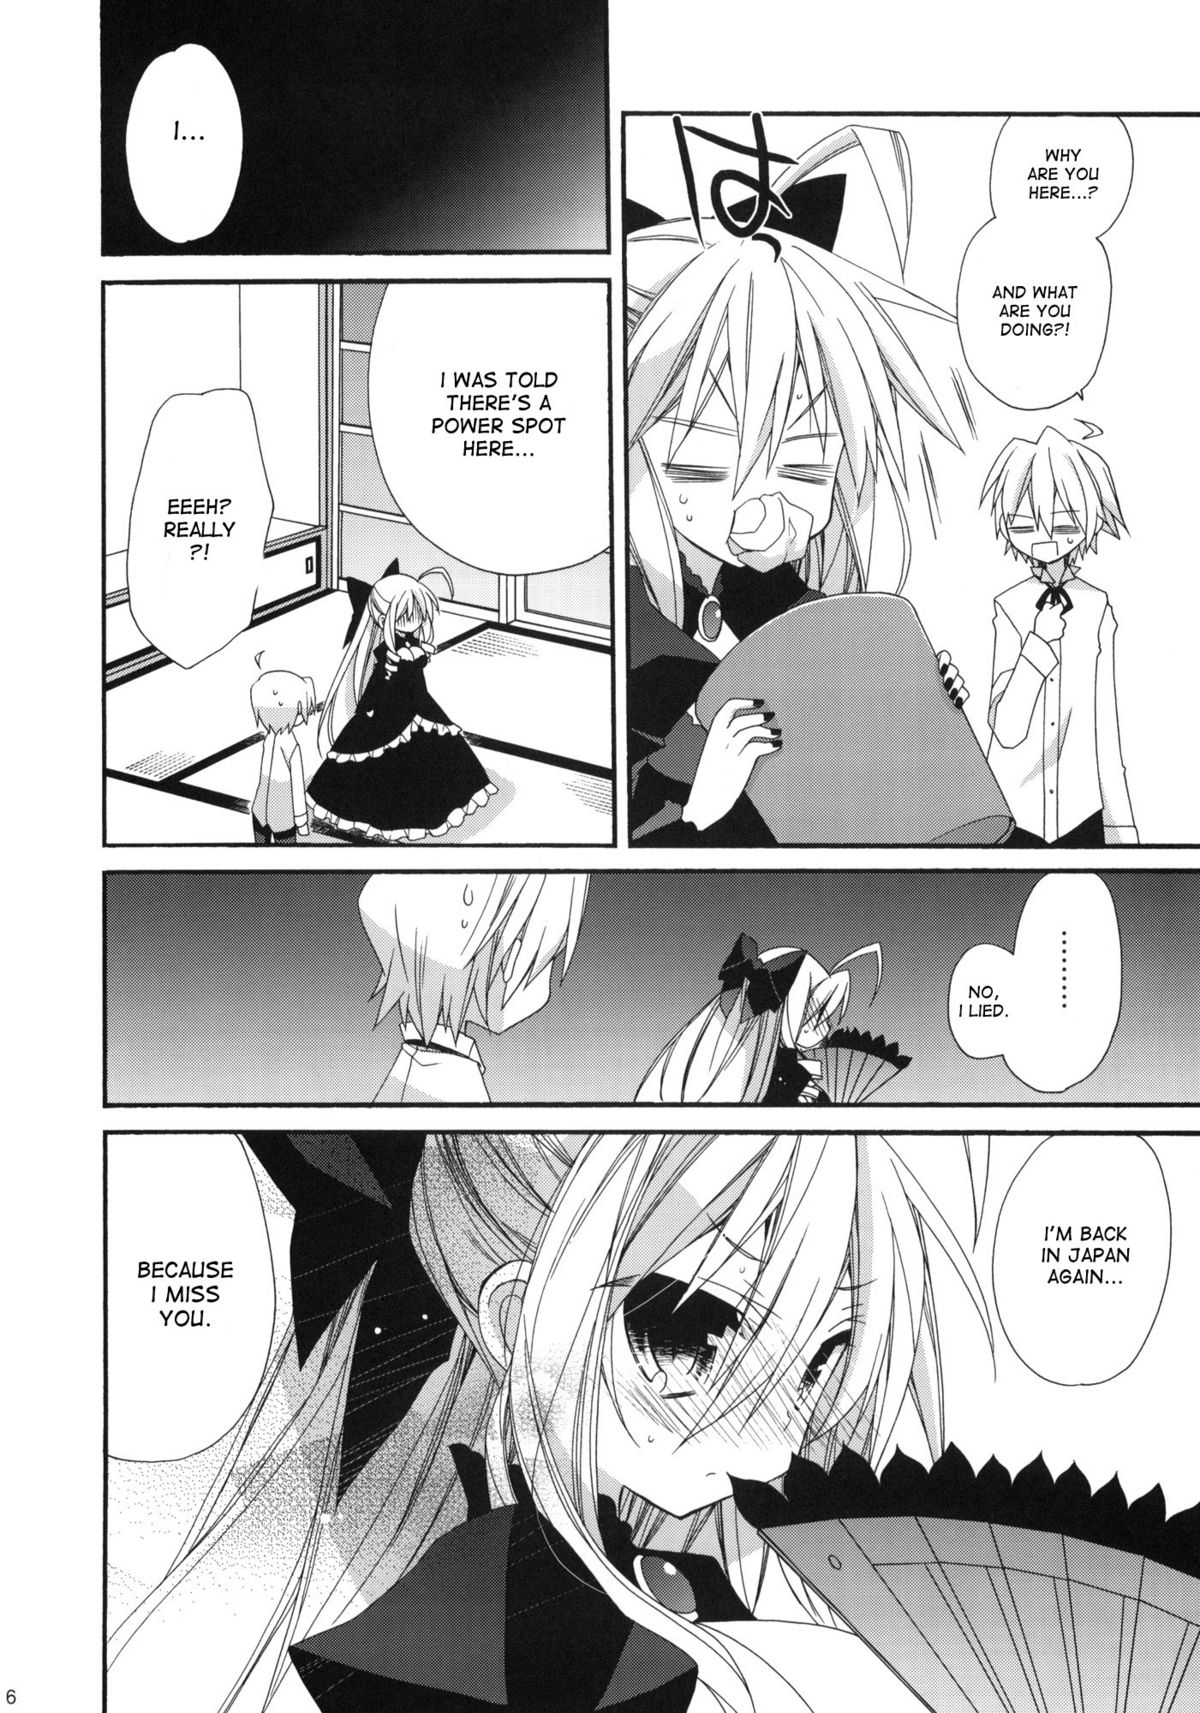 WHY
ARE YOU
HERE...?
AND WHAT
ARE YOU
DOING?!
は
I...
I WAS TOLD
THERE'S A
POWER SPOT
HERE...
EEEH?
REALLY
?!
.........
NO,
I LIED.
I'M BACK
IN JAPAN
AGAIN...
BECAUSE
I MISS
YOU.
6